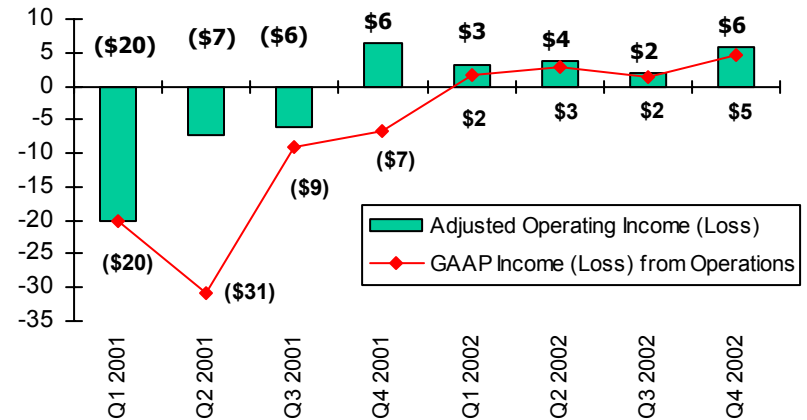 10
5
0
-5
-10
-15
-20
-25
-30
-35
($20)
($7)
($6)
$6
$3
$4
$2
$6
($20)
($31)
($9)
($7)
$2
$3
$2
$5
Adjusted Operating Income (Loss)
GAAP Income (Loss) from Operations
Q1 2001
Q2 2001
Q3 2001
Q4 2001
Q1 2002
Q2 2002
Q3 2002
Q4 2002